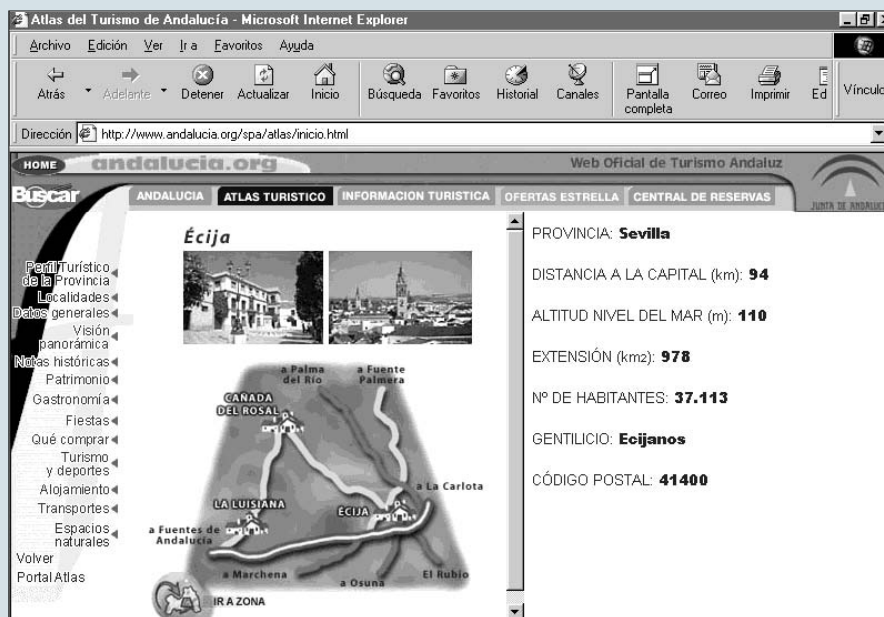 Atlas del Turismo de Andalucía - Microsoft Internet Explorer
Archivo Edición Ver Ir a Favoritos Ayuda
Atrás Adelante Detener Actualizar Inicio Búsqueda Favoritos Historial Canales Pantalla completa Correo Imprimir Ed Vínculo
Dirección http://www.andalucia.org/spa/atlas/inicio.html
HOME andalucia.org Web Oficial de Turismo Andaluz
Buscar ANDALUCIA ATLAS TURISTICO INFORMACION TURISTICA OFERTAS ESTRELLA CENTRAL DE RESERVAS
Perfil Turístico
de la Provincia
Localidades
Datos generales
Visión
panorámica
Notas históricas
Patrimonio
Gastronomía
Fiestas
Qué comprar
Turismo
y deportes
Alojamiento
Transportes
Espacios
naturales
Volver
Portal Atlas
Écija
a Palma
del Río
a Fuente
Palmera
CAÑADA
DEL ROSAL
a La Carlota
LA LUISIANA
ÉCIJA
a Fuentes de
Andalucía
a Marchena
a Osuna
El Rubio
IR A ZONA
PROVINCIA: Sevilla
DISTANCIA A LA CAPITAL (km): 94
ALTITUD NIVEL DEL MAR (m): 110
EXTENSIÓN (km2): 978
Nº DE HABITANTES: 37.113
GENTILICIO: Ecijanos
CÓDIGO POSTAL: 41400